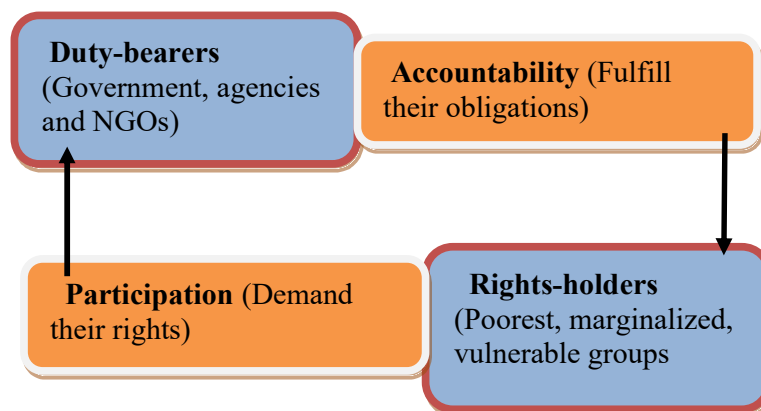 Duty-bearers
(Government, agencies
and NGOs)
Accountability (Fulfill
their obligations)
Participation (Demand
their rights)
Rights-holders
(Poorest, marginalized,
vulnerable groups